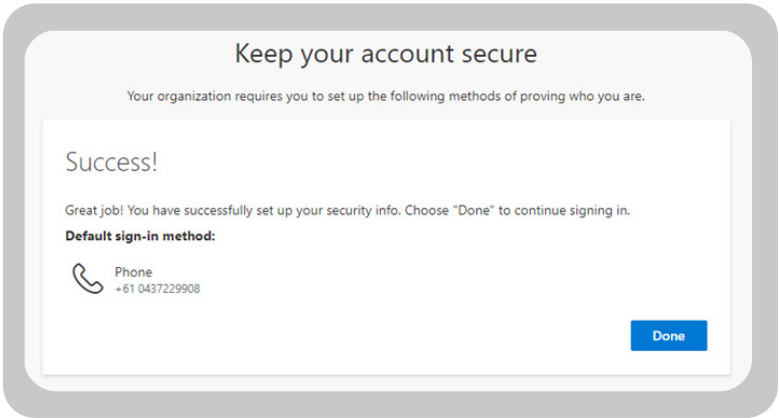 Keep your account secure
Your organization requires you to set up the following methods of proving who you are.
Success!
Great job! You have successfully set up your security info. Choose "Done" to continue signing in.
Default sign-in method:
Phone
+61 0437229908
Done